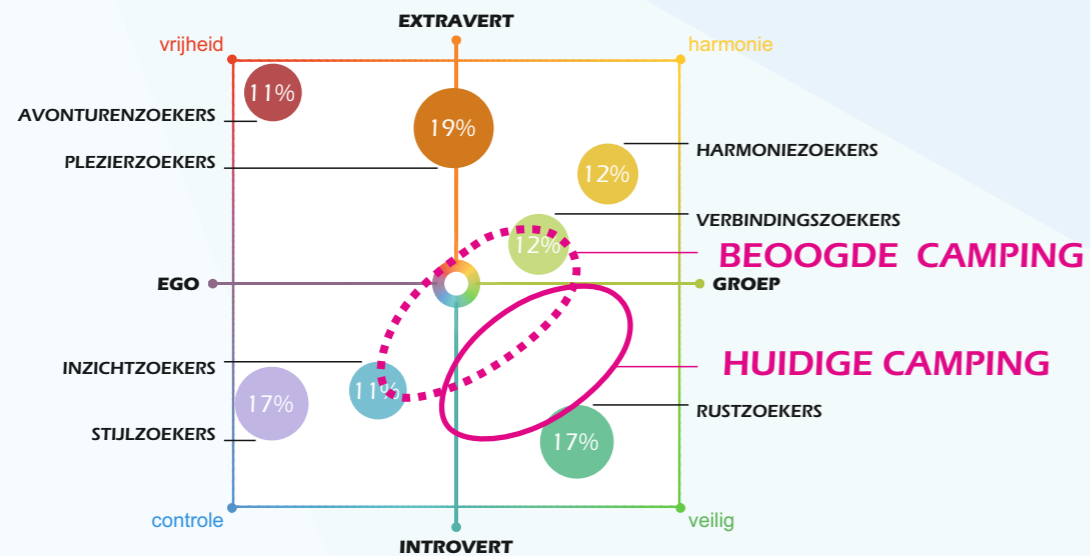 EXTRAVERT
vrijheid
harmonie
11%
AVONTURENZOEKERS
19%
PLEZIERZOEKERS
HARMONIEZOEKERS
12%
VERBINDINGSZOEKERS
12%
BEOOGDE CAMPING
EGO
GROEP
INZICHTZOEKERS
HUIDIGE CAMPING
11%
17%
RUSTZOEKERS
STIJLZOEKERS
17%
controle
veilig
INTROVERT